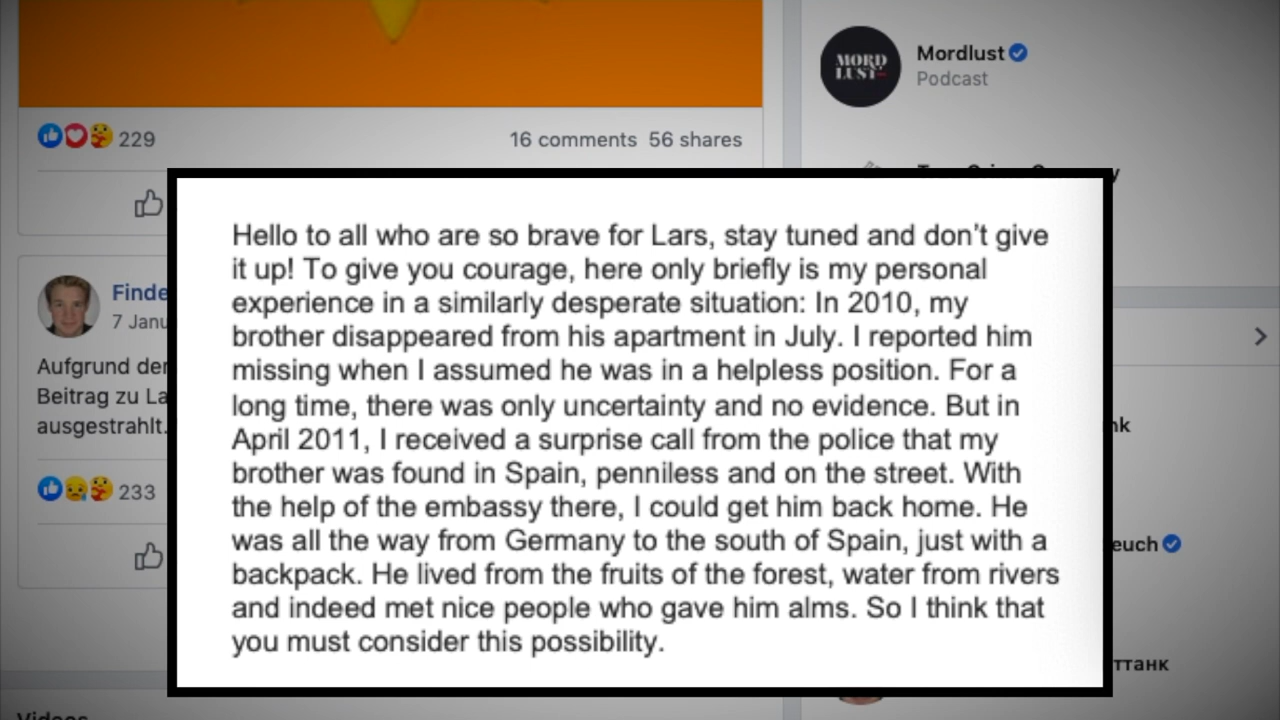 229
16 comments 56 shares
MORD
LUST
Mordlust
Podcast
Hello to all who are so brave for Lars, stay tuned and don't give
it up! To give you courage, here only briefly is my personal
experience in a similarly desperate situation: In 2010, my
brother disappeared from his apartment in July. I reported him
missing when I assumed he was in a helpless position. For a
long time, there was only uncertainty and no evidence. But in
April 2011, I received a surprise call from the police that my
brother was found in Spain, penniless and on the street. With
the help of the embassy there, I could get him back home. He
was all the way from Germany to the south of Spain, just with a
backpack. He lived from the fruits of the forest, water from rivers
and indeed met nice people who gave him alms. So I think that
you must consider this possibility.
Finde
7 Janu
Aufgrund der
Beitrag zu La
ausgestrahlt.
233
nk
euch
ттанк
Videos